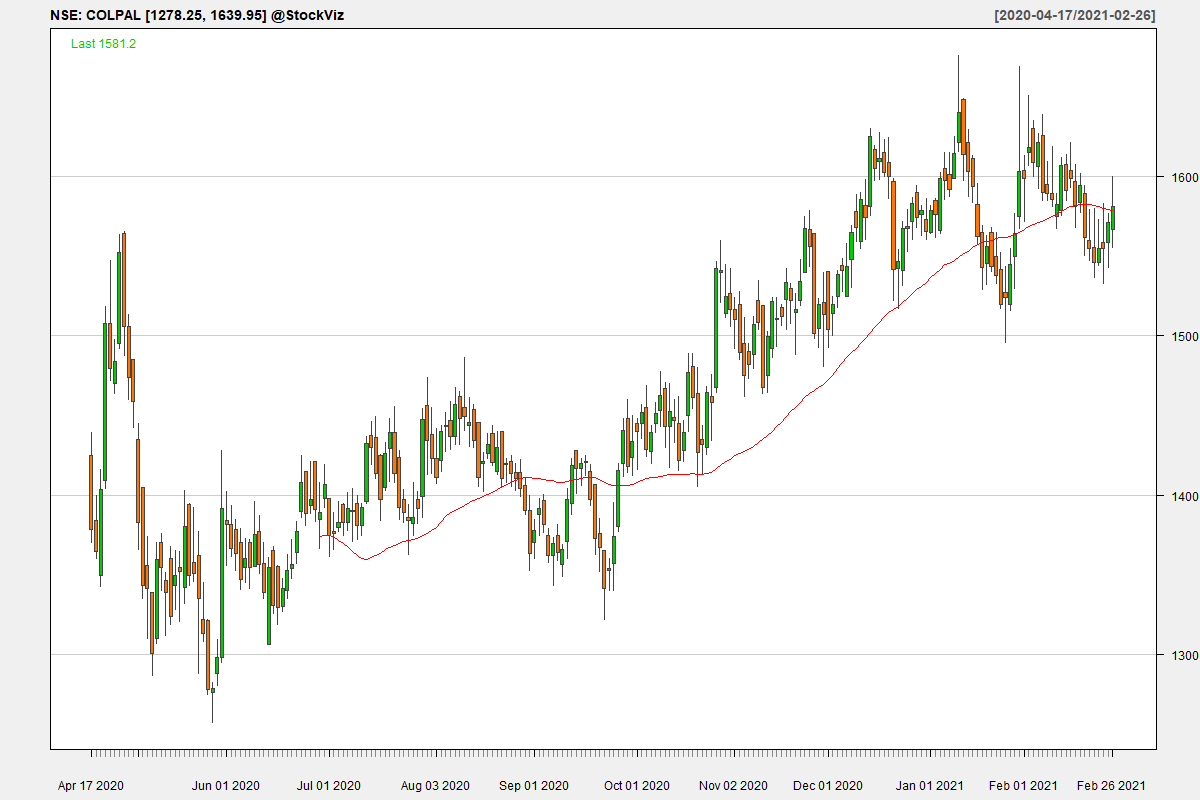 NSE: COLPAL [1278.25, 1639.95] @StockViz [2020-04-17/2021-02-26]
Last 1581.2
1600
1500
1400
1300
Apr 17 2020 Jun 01 2020 Jul 01 2020 Aug 03 2020 Sep 01 2020 Oct 01 2020 Nov 02 2020 Dec 01 2020 Jan 01 2021 Feb 01 2021 Feb 26 2021